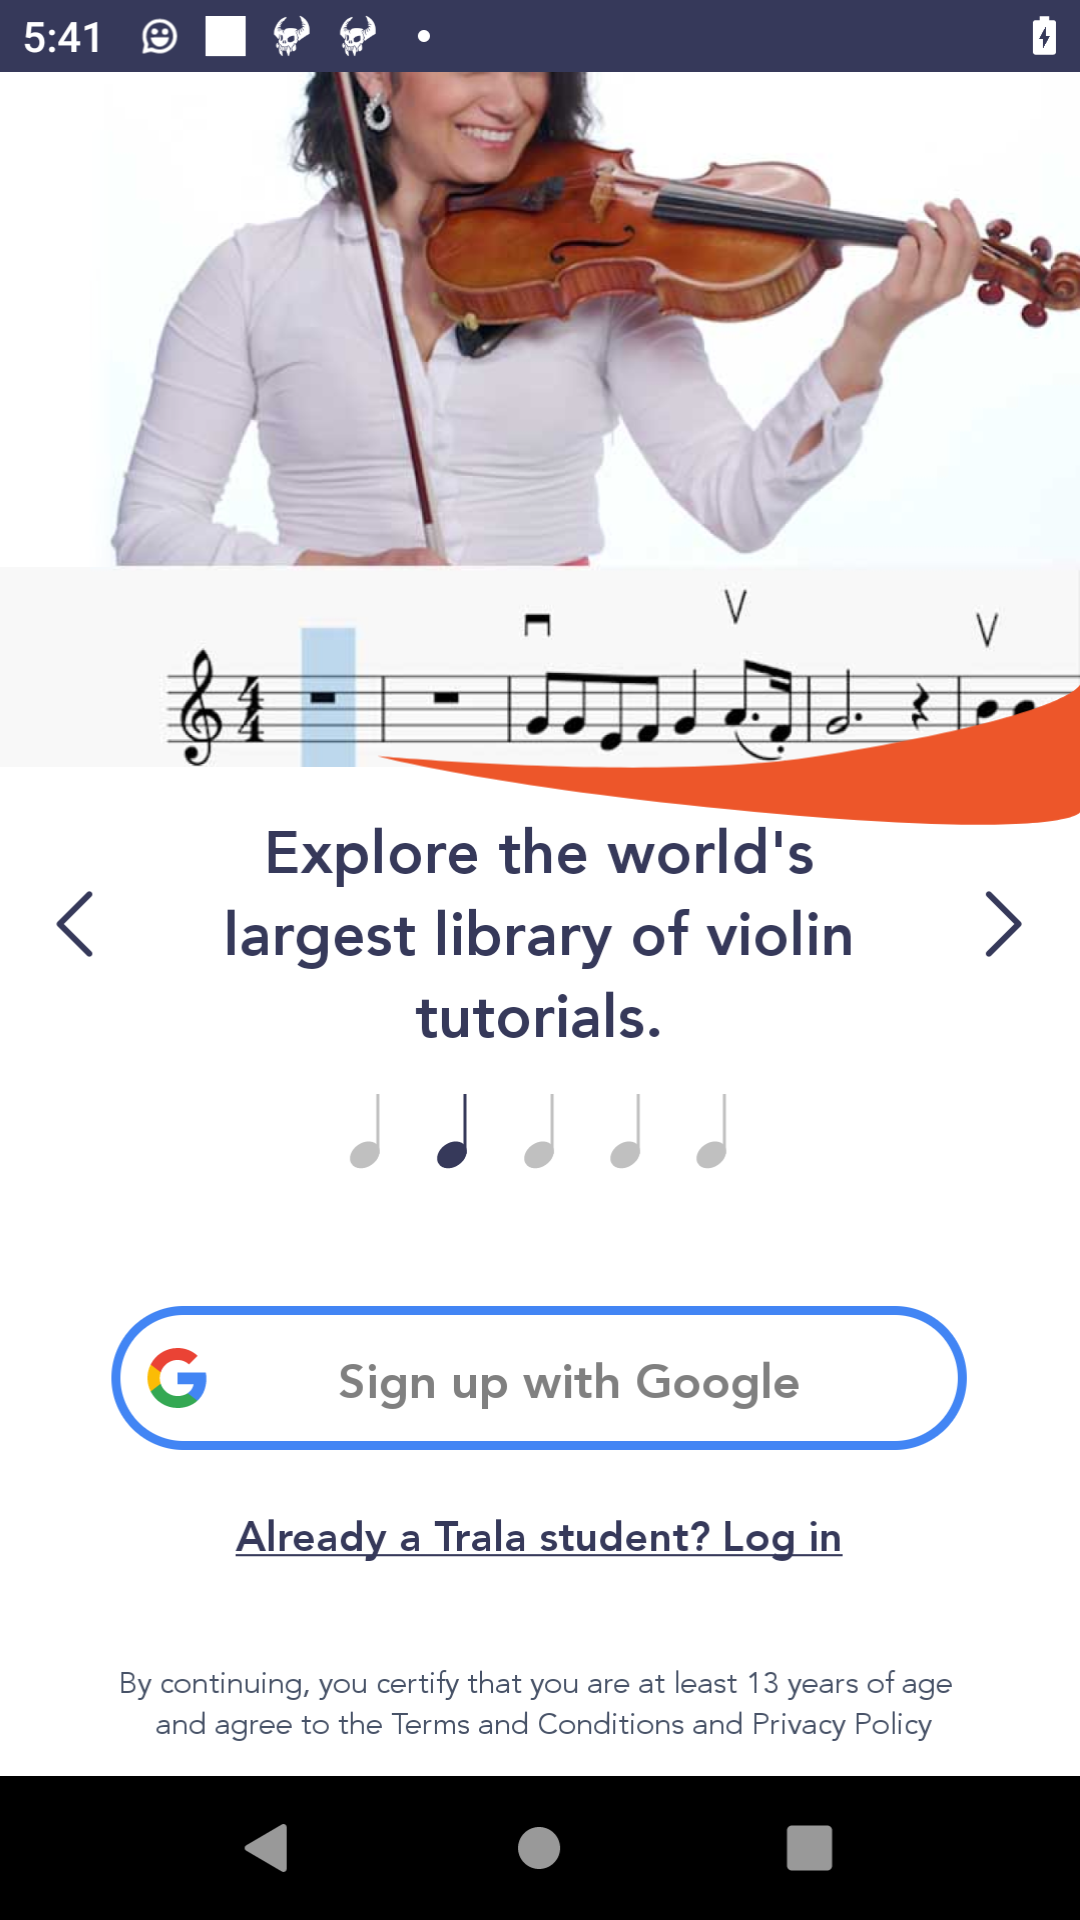 5:41
Explore the world's
largest library of violin
tutorials.
Sign up with Google
Already a Trala student? Log in
By continuing, you certify that you are at least 13 years of age
and agree to the Terms and Conditions and Privacy Policy